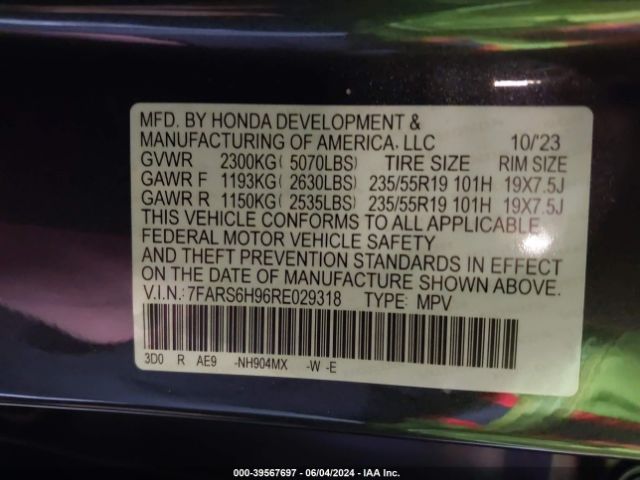 MFD. BY HONDA DEVELOPMENT &
MANUFACTURING OF AMERICA, LLC 10/'23
GVWR 2300KG( 5070LBS) TIRE SIZE RIM SIZE
GAWR F 1193KG( 2630LBS) 235/55R19 101H 19X7.5J
GAWR R 1150KG( 2535LBS) 235/55R19 101H 19X7.5J
THIS VEHICLE CONFORMS TO ALL APPLICABLE
FEDERAL MOTOR VEHICLE SAFETY
AND THEFT PREVENTION STANDARDS IN EFFECT
ON THE DATE OF MANUFACTURE SHOWN ABOVE.
V.I.N.:7FARS6H96RE029318 TYPE: MPV
3D0 R AE9 -NH904MX -W -E
000-39567697 - 06/04/2024 - IAA Inc.